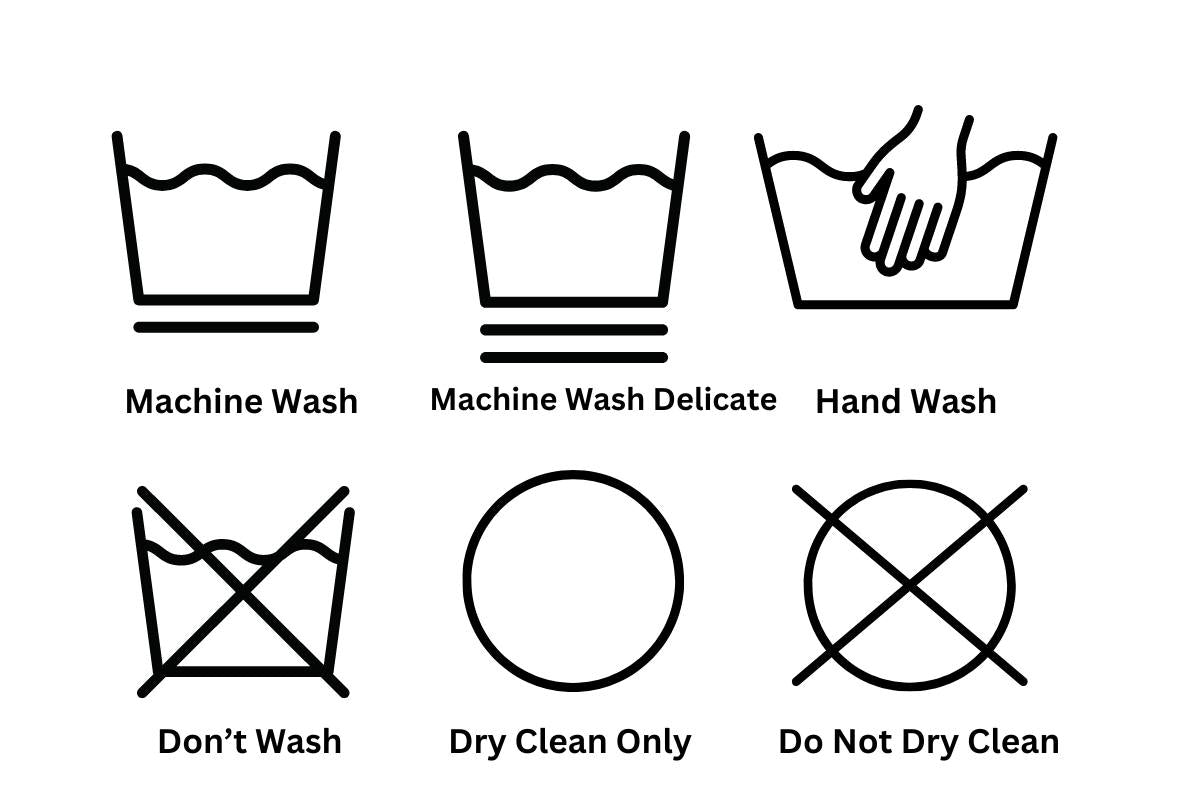 Machine Wash
Machine Wash Delicate
Hand Wash
Don’t Wash
Dry Clean Only
Do Not Dry Clean